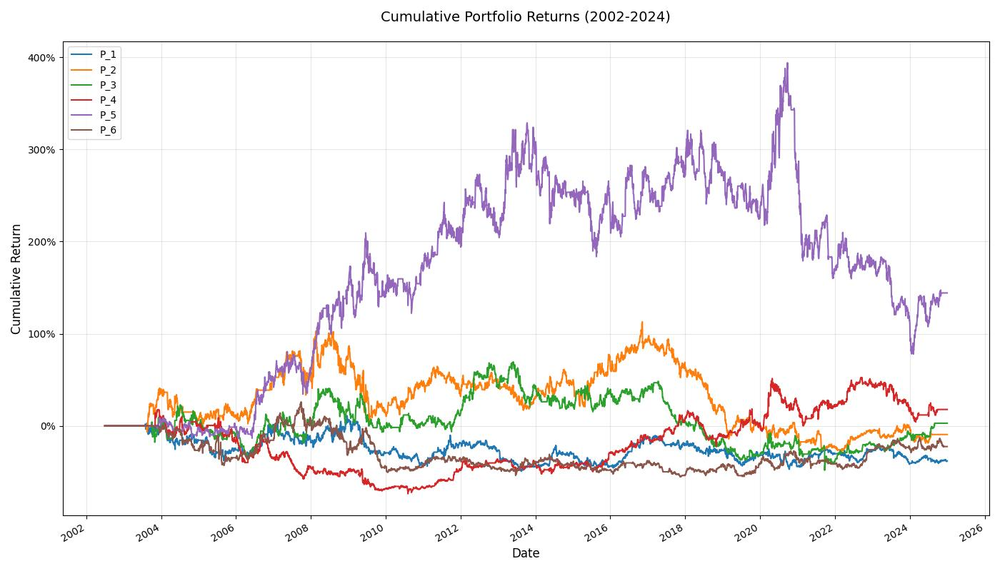 Cumulative Portfolio Returns (2002-2024)
P_1
P_2
P_3
P_4
P_5
P_6
Cumulative Return
400%
300%
200%
100%
0%
2002 2004 2006 2008 2010 2012 2014 2016 2018 2020 2022 2024 2026
Date